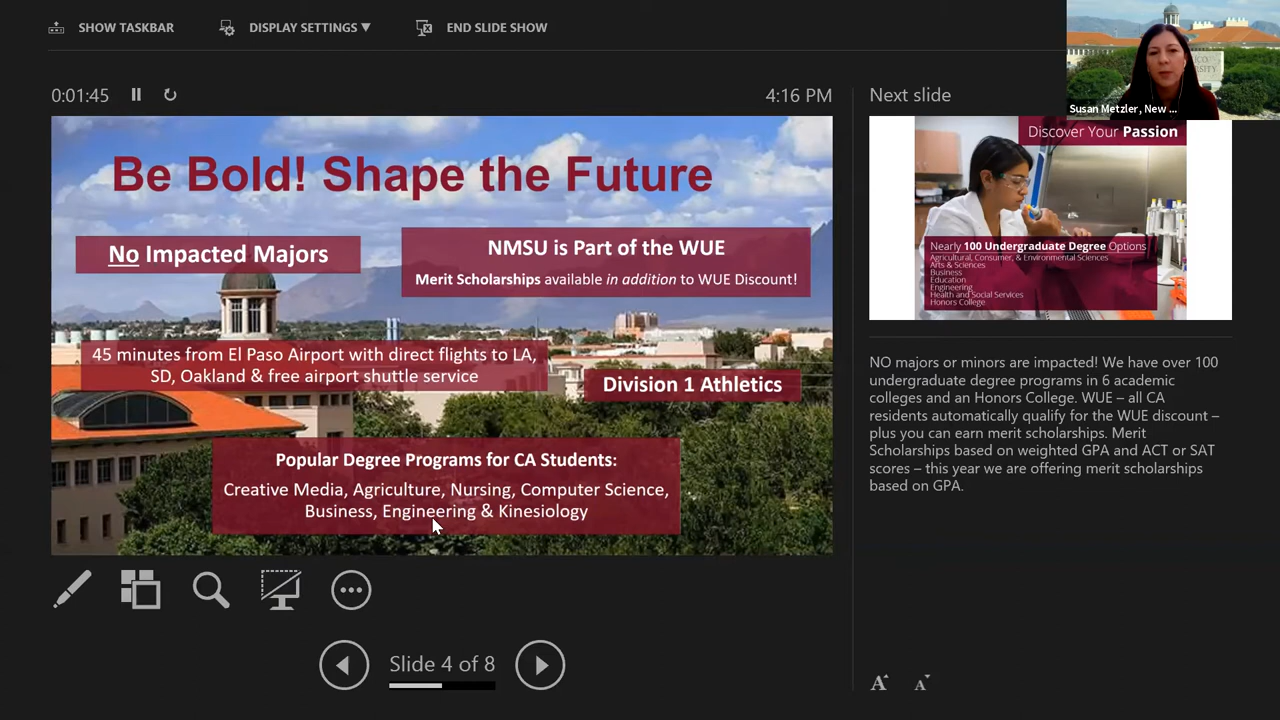 SHOW TASKBAR
DISPLAY SETTINGS ▼
END SLIDE SHOW
0:01:45
4:16 PM
Be Bold! Shape the Future
No Impacted Majors
NMSU is Part of the WUE
Merit Scholarships available in addition to WUE Discount!
45 minutes from El Paso Airport with direct flights to LA,
SD, Oakland & free airport shuttle service
Division 1 Athletics
Popular Degree Programs for CA Students:
Creative Media, Agriculture, Nursing, Computer Science,
Business, Engineering & Kinesiology
Slide 4 of 8
Next slide
Susan Metzler, New ...
Discover Your Passion
Nearly 100 Undergraduate Degree Options
Agricultural, Consumer, & Environmental Sciences
Arts & Sciences
Business
Education
Engineering
Health and Social Services
Honors College
NO majors or minors are impacted! We have over 100
undergraduate degree programs in 6 academic
colleges and an Honors College. WUE – all CA
residents automatically qualify for the WUE discount –
plus you can earn merit scholarships. Merit
Scholarships based on weighted GPA and ACT or SAT
scores – this year we are offering merit scholarships
based on GPA.
A A